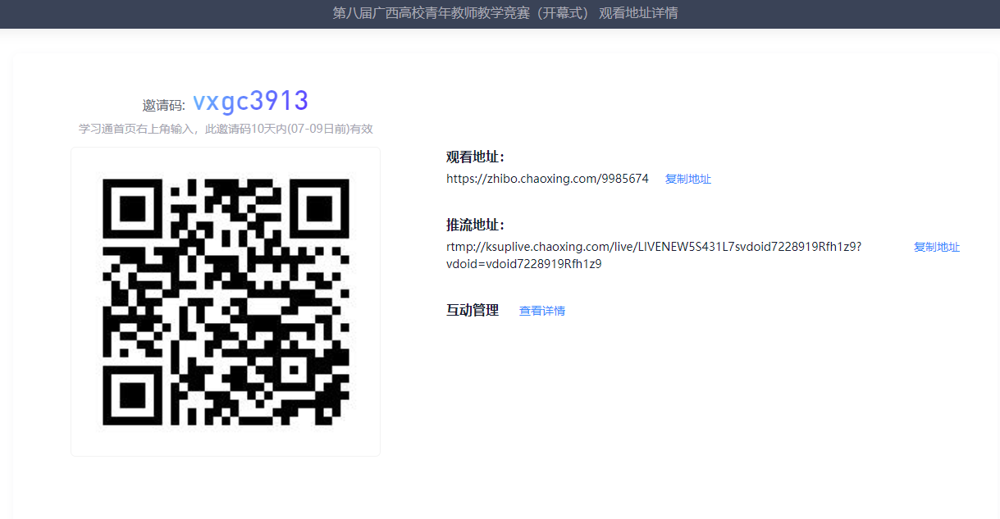 第八届广西高校青年教师教学竞赛（开幕式） 观看地址详情
邀请码: vxgc3913
学习通首页右上角输入，此邀请码10天内(07-09日前)有效
观看地址：
https://zhibo.chaoxing.com/9985674 复制地址
推流地址：
rtmp://ksuplive.chaoxing.com/live/LIVENEW5S431L7svdoid7228919Rfh1z9? 复制地址
vdoid=vdoid7228919Rfh1z9
互动管理 查看详情